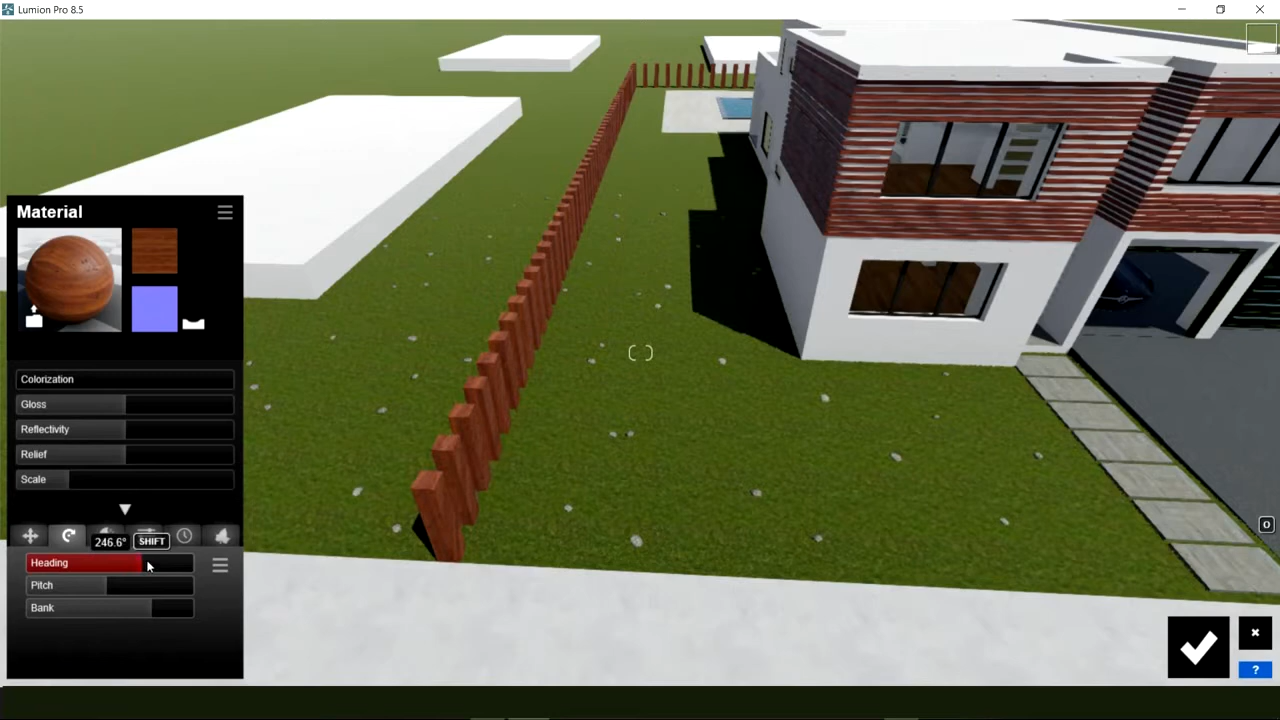 Lumion Pro 8.5
Material
Colorization
Gloss
Reflectivity
Relief
Scale
246.6° SHIFT
Heading
Pitch
Bank
O
?